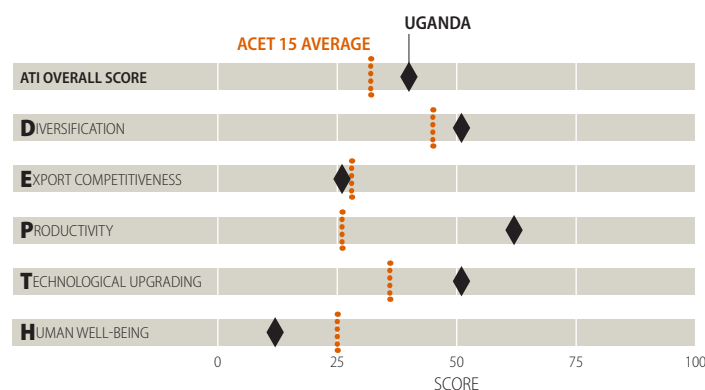 UGANDA
ACET 15 AVERAGE
ATI OVERALL SCORE
DIVERSIFICATION
EXPORT COMPETITIVENESS
PRODUCTIVITY
TECHNOLOGICAL UPGRADING
HUMAN WELL-BEING
0 25 50 75 100
SCORE